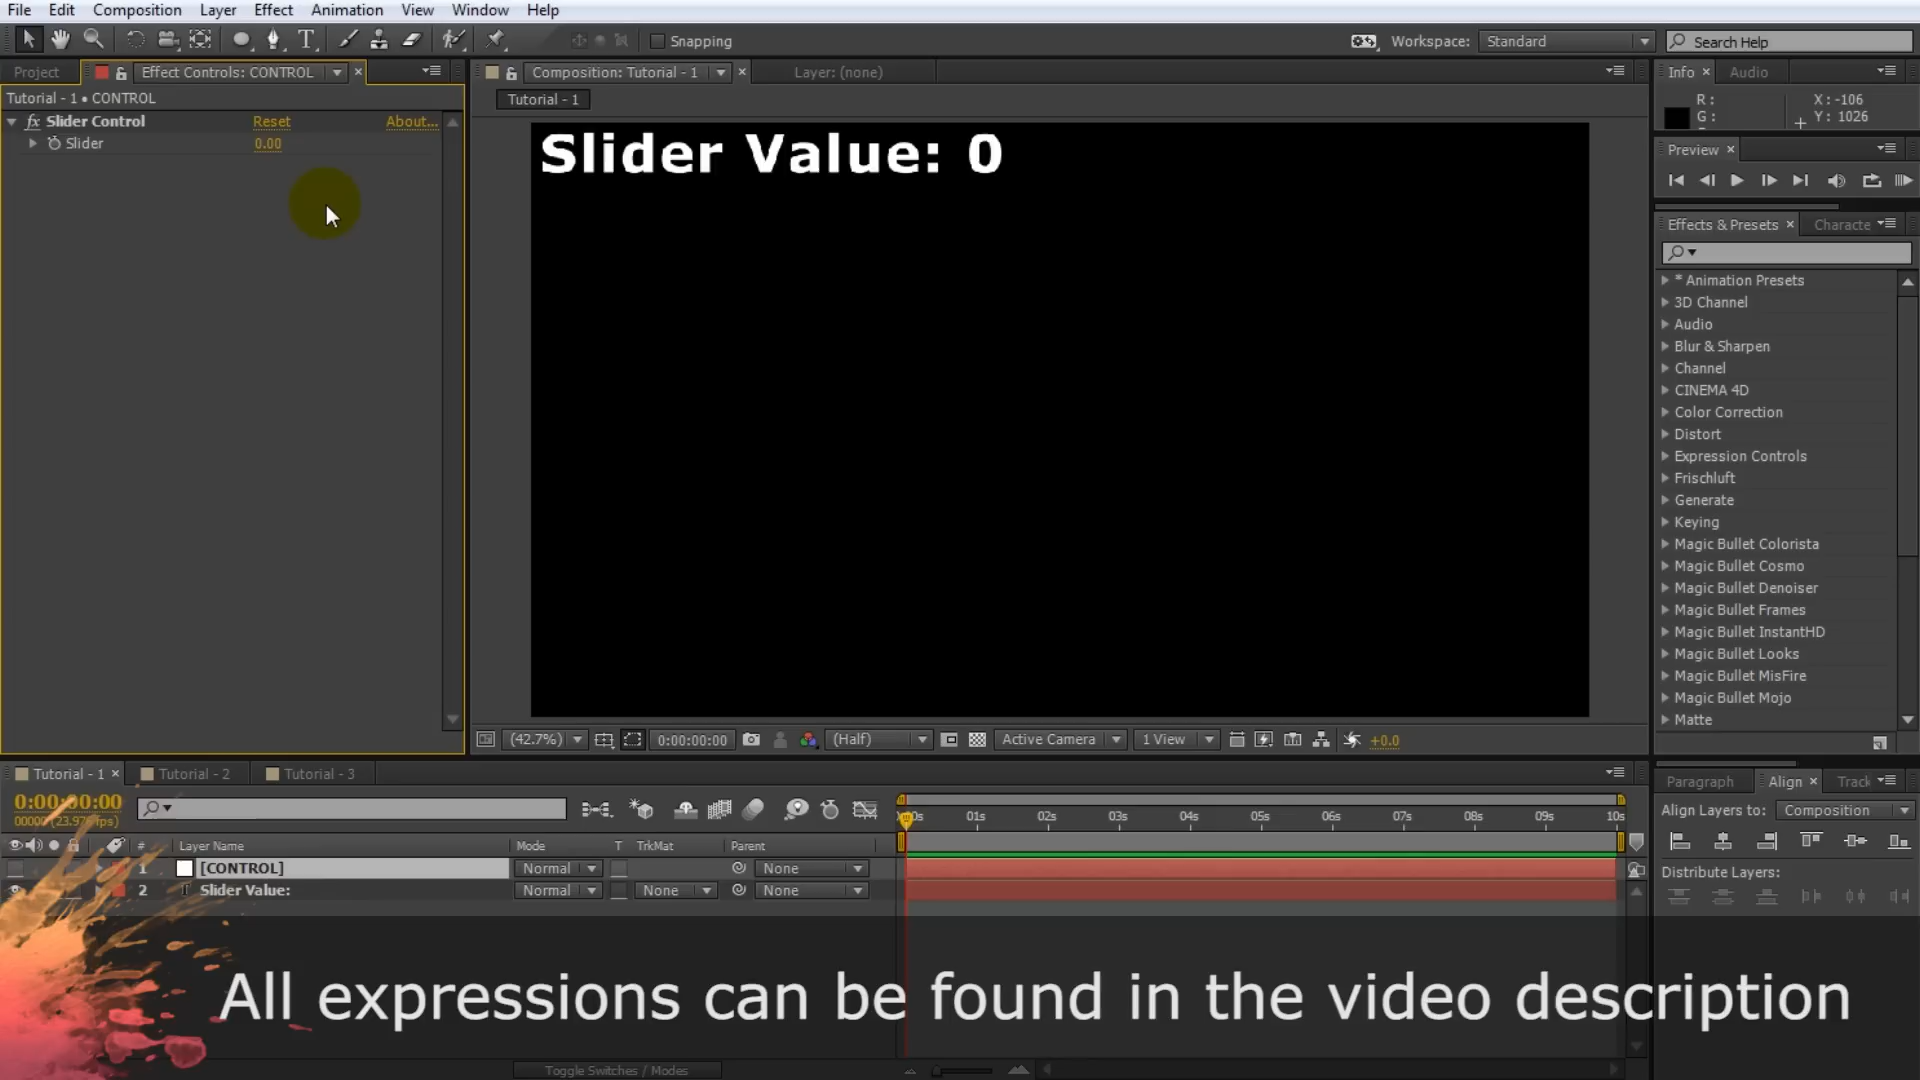 File Edit Composition Layer Effect Animation View Window Help
Snapping Workspace: Standard Search Help
Project Effect Controls: CONTROL Composition: Tutorial - 1 Layer: (none) Info Audio
Tutorial - 1 • CONTROL Tutorial - 1
R: X: -106
G: Y: 1026
fx Slider Control Reset About...
Slider 0.00
Slider Value: 0
Preview
Effects & Presets Characte
* Animation Presets
3D Channel
Audio
Blur & Sharpen
Channel
CINEMA 4D
Color Correction
Distort
Expression Controls
Frischluft
Generate
Keying
Magic Bullet Colorista
Magic Bullet Cosmo
Magic Bullet Denoiser
Magic Bullet Frames
Magic Bullet InstantHD
Magic Bullet Looks
Magic Bullet MisFire
Magic Bullet Mojo
Matte
(42.7%) 0:00:00:00 (Half) Active Camera 1 View +0.0
Tutorial - 1 Tutorial - 2 Tutorial - 3
Paragraph Align Track
0:00:00:00
Align Layers to: Composition
01s 02s 03s 04s 05s 06s 07s 08s 09s 10s
# Layer Name Mode T TrkMat Parent
1 [CONTROL] Normal None
2 T Slider Value: Normal None None
Distribute Layers:
All expressions can be found in the video description
Toggle Switches / Modes